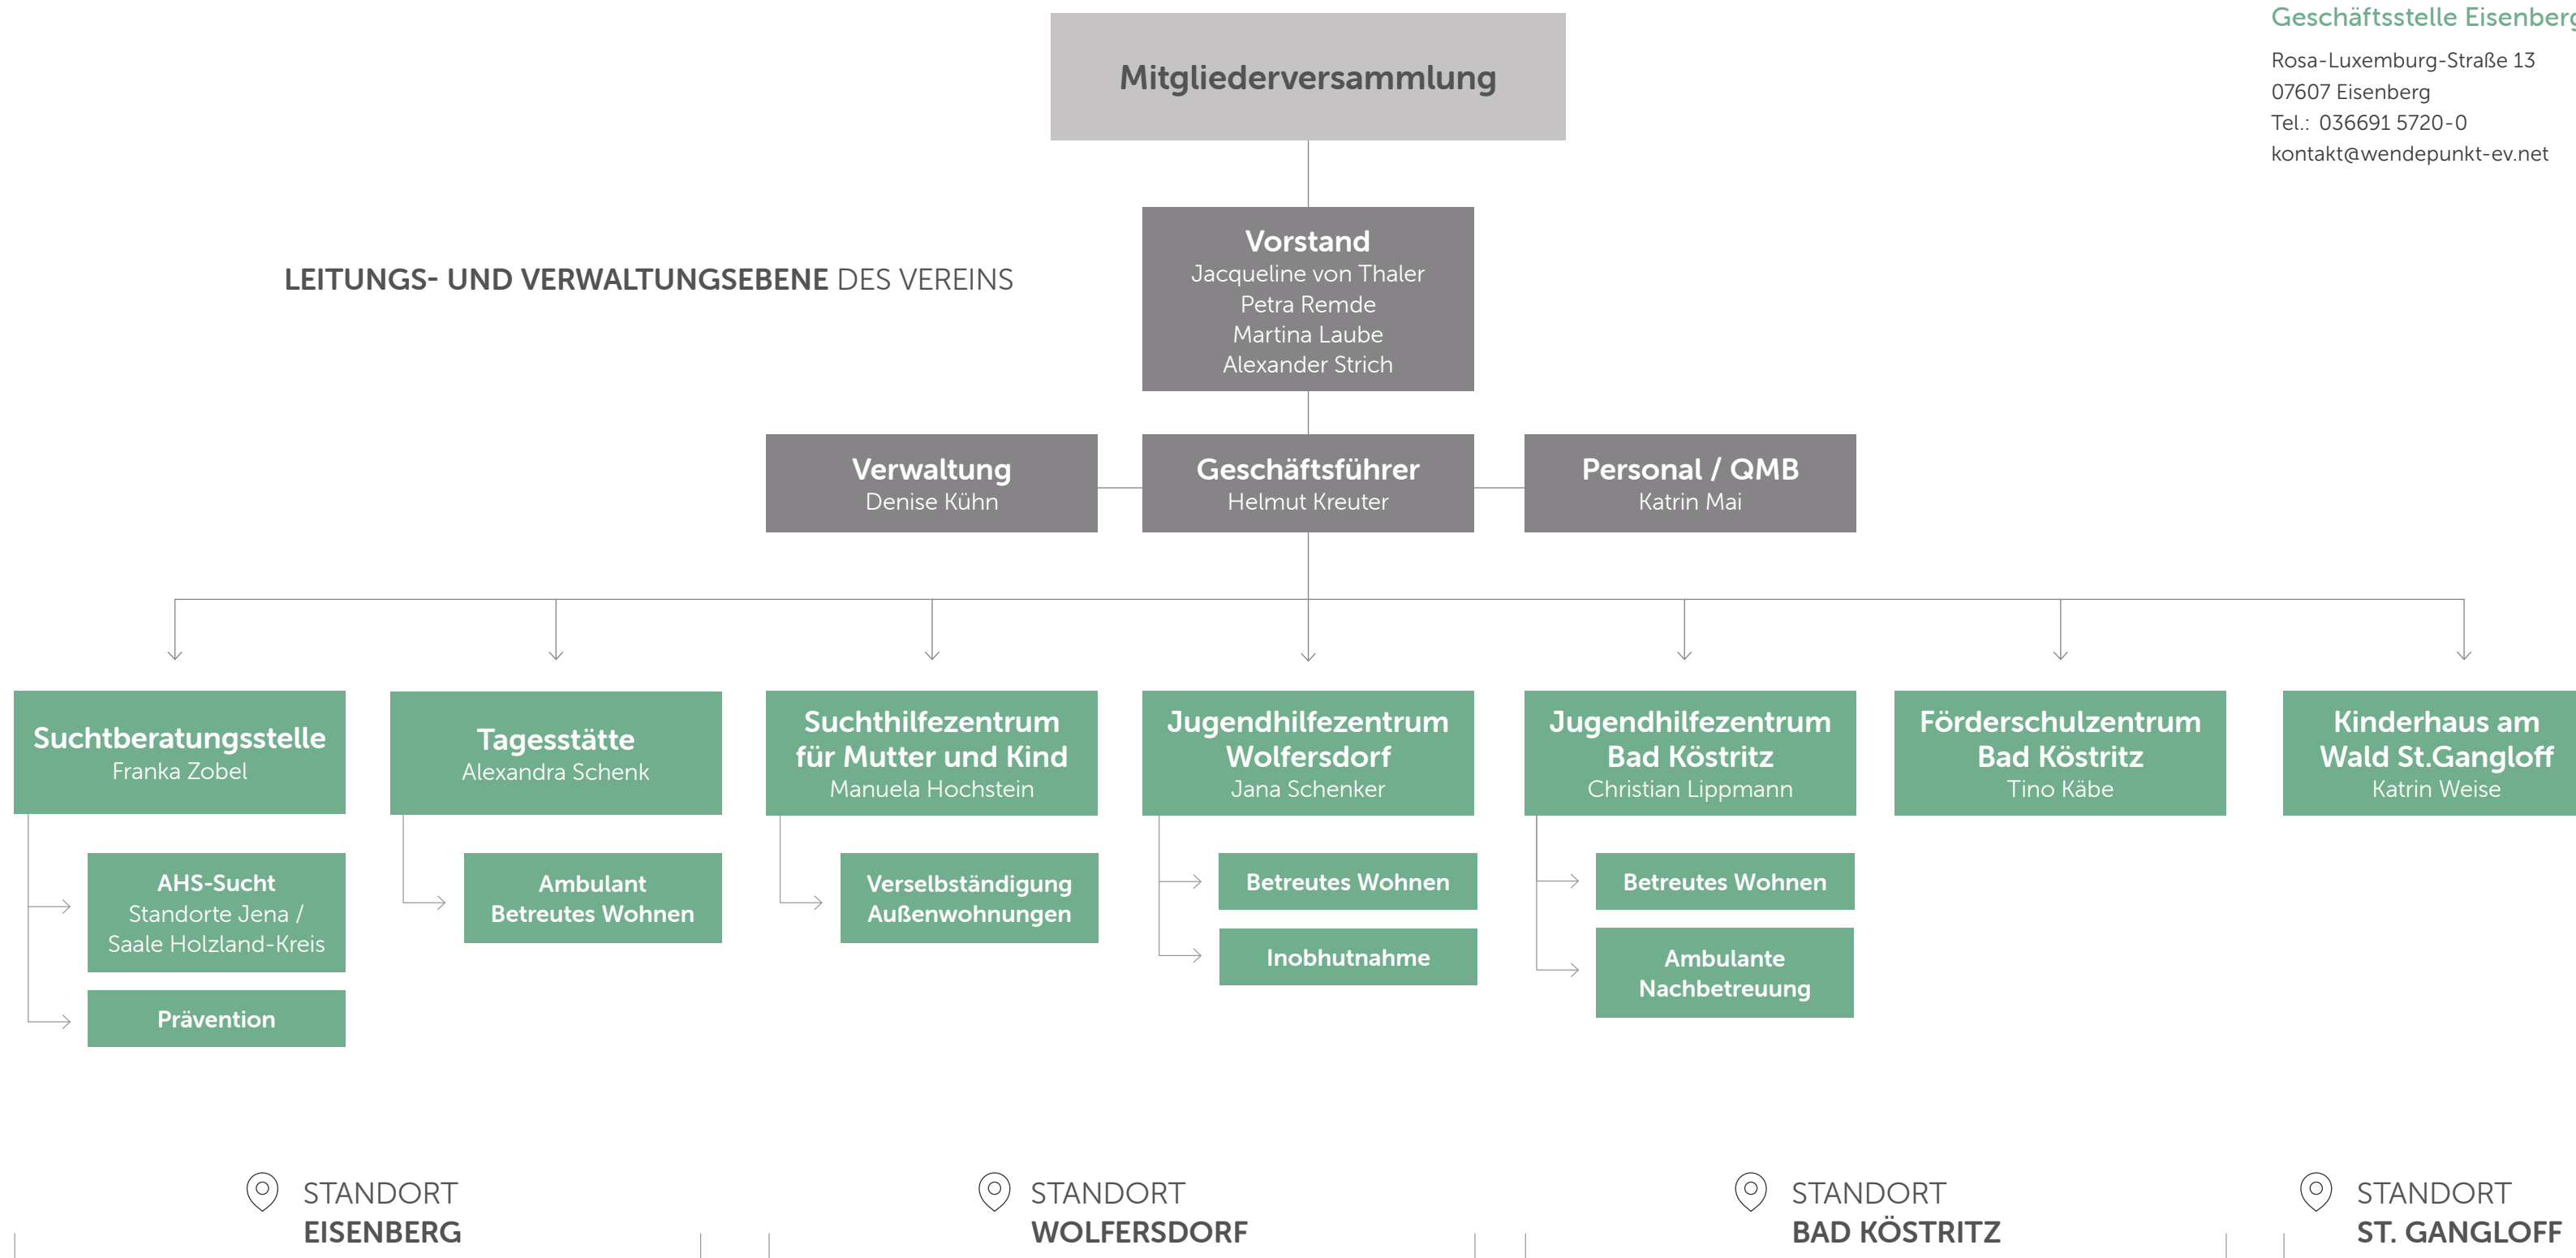 Geschäftsstelle Eisenberg
Rosa-Luxemburg-Straße 13
07607 Eisenberg
Tel.: 036691 5720-0
kontakt@wendepunkt-ev.net
Mitgliederversammlung
LEITUNGS- UND VERWALTUNGSEBENE DES VEREINS
Vorstand
Jacqueline von Thaler
Petra Remde
Martina Laube
Alexander Strich
Verwaltung
Denise Kühn
Geschäftsführer
Helmut Kreuter
Personal / QMB
Katrin Mai
Suchtberatungsstelle
Franka Zobel
AHS-Sucht
Standorte Jena /
Saale Holzland-Kreis
Prävention
Tagesstätte
Alexandra Schenk
Ambulant
Betreutes Wohnen
Suchthilfezentrum
für Mutter und Kind
Manuela Hochstein
Verselbständigung
Außenwohnungen
Jugendhilfezentrum
Wolfersdorf
Jana Schenker
Betreutes Wohnen
Inobhutnahme
Jugendhilfezentrum
Bad Köstritz
Christian Lippmann
Betreutes Wohnen
Ambulante
Nachbetreuung
Förderschulzentrum
Bad Köstritz
Tino Käbe
Kinderhaus am
Wald St.Gangloff
Katrin Weise
STANDORT
EISENBERG
STANDORT
WOLFERSDORF
STANDORT
BAD KÖSTRITZ
STANDORT
ST. GANGLOFF